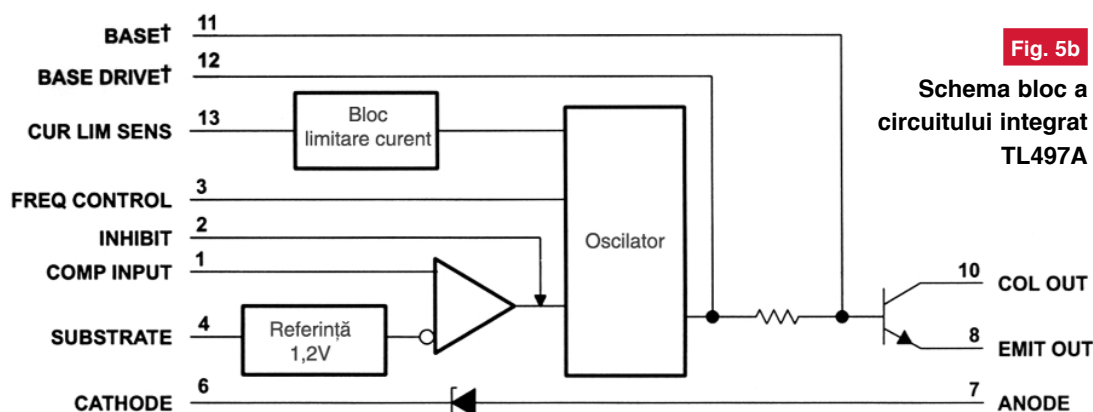 BASE† 11
BASE DRIVE† 12
CUR LIM SENS 13
Bloc
limitare curent
FREQ CONTROL 3
INHIBIT 2
COMP INPUT 1
SUBSTRATE 4
Referință
1,2V
CATHODE 6
Oscilator
10 COL OUT
8 EMIT OUT
7 ANODE
Fig. 5b
Schema bloc a
circuitului integrat
TL497A